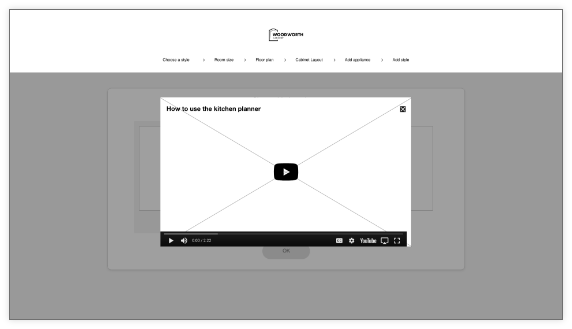 WOODWORTH
Choose a style > Room size > Floor plan > Cabinet Layout > Add appliance > Add style
How to use the kitchen planner
0:00 / 2:22
YouTube
OK